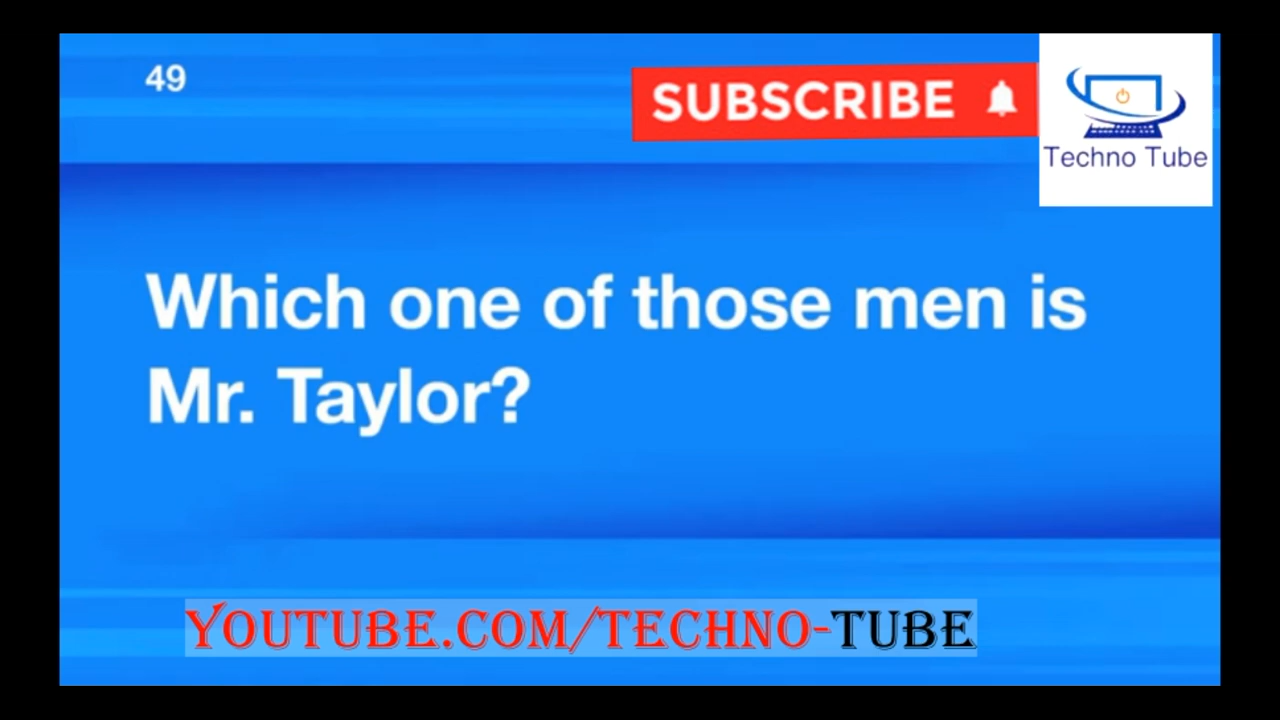 49
SUBSCRIBE
Techno Tube
Which one of those men is
Mr. Taylor?
YOUTUBE.COM/TECHNO-TUBE